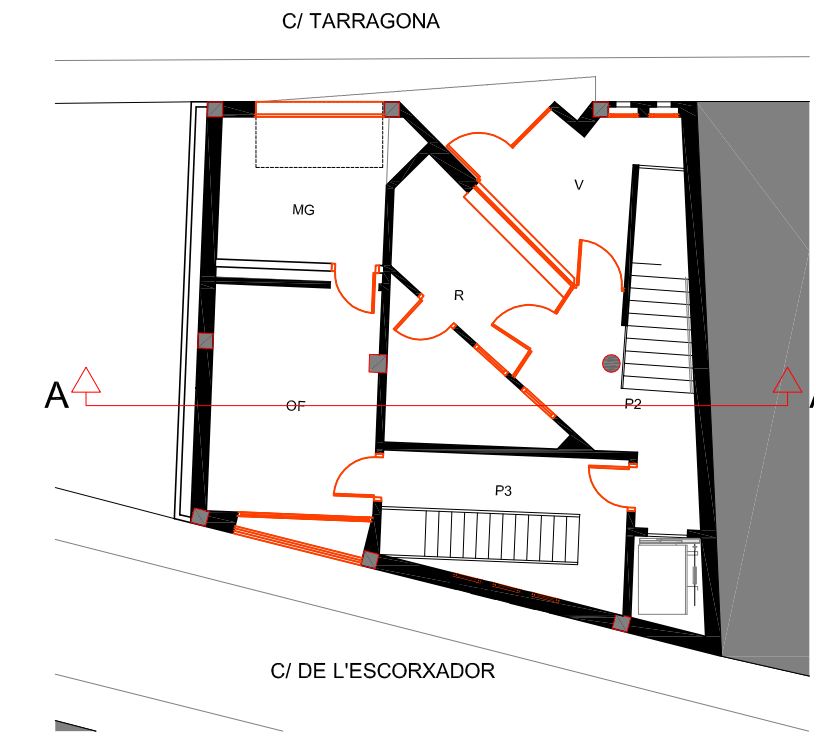 C/ TARRAGONA
V
MG
R
A
A
OF
P2
P3
C/ DE L'ESCORXADOR